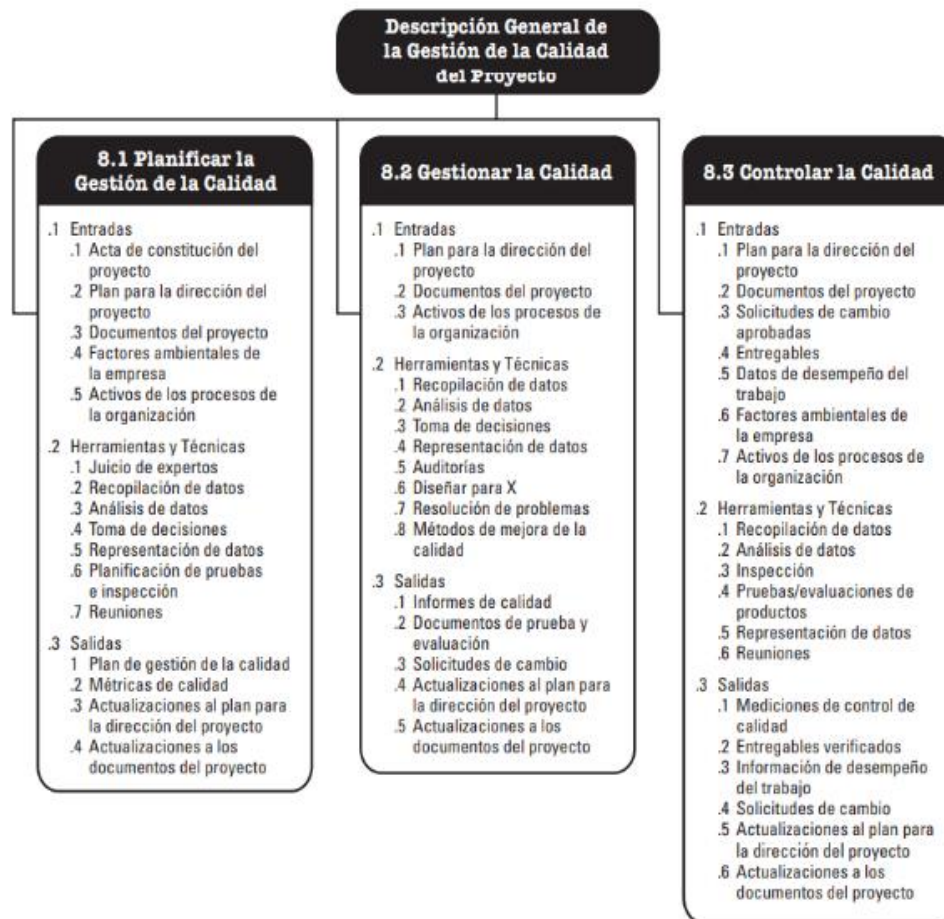 Descripción General de
la Gestión de la Calidad
del Proyecto
8.1 Planificar la
Gestión de la Calidad
.1 Entradas
.1 Acta de constitución del
proyecto
.2 Plan para la dirección del
proyecto
.3 Documentos del proyecto
.4 Factores ambientales de
la empresa
.5 Activos de los procesos de
la organización
.2 Herramientas y Técnicas
.1 Juicio de expertos
.2 Recopilación de datos
.3 Análisis de datos
.4 Toma de decisiones
.5 Representación de datos
.6 Planificación de pruebas
e inspección
.7 Reuniones
.3 Salidas
1 Plan de gestión de la calidad
.2 Métricas de calidad
.3 Actualizaciones al plan para
la dirección del proyecto
.4 Actualizaciones a los
documentos del proyecto
8.2 Gestionar la Calidad
.1 Entradas
.1 Plan para la dirección del
proyecto
.2 Documentos del proyecto
.3 Activos de los procesos de
la organización
.2 Herramientas y Técnicas
.1 Recopilación de datos
.2 Análisis de datos
.3 Toma de decisiones
.4 Representación de datos
.5 Auditorías
.6 Diseñar para X
.7 Resolución de problemas
.8 Métodos de mejora de la
calidad
.3 Salidas
.1 Informes de calidad
.2 Documentos de prueba y
evaluación
.3 Solicitudes de cambio
.4 Actualizaciones al plan para
la dirección del proyecto
.5 Actualizaciones a los
documentos del proyecto
8.3 Controlar la Calidad
.1 Entradas
.1 Plan para la dirección del
proyecto
.2 Documentos del proyecto
.3 Solicitudes de cambio
aprobadas
.4 Entregables
.5 Datos de desempeño del
trabajo
.6 Factores ambientales de
la empresa
.7 Activos de los procesos de
la organización
.2 Herramientas y Técnicas
.1 Recopilación de datos
.2 Análisis de datos
.3 Inspección
.4 Pruebas/evaluaciones de
productos
.5 Representación de datos
.6 Reuniones
.3 Salidas
.1 Mediciones de control de
calidad
.2 Entregables verificados
.3 Información de desempeño
del trabajo
.4 Solicitudes de cambio
.5 Actualizaciones al plan para
la dirección del proyecto
.6 Actualizaciones a los
documentos del proyecto